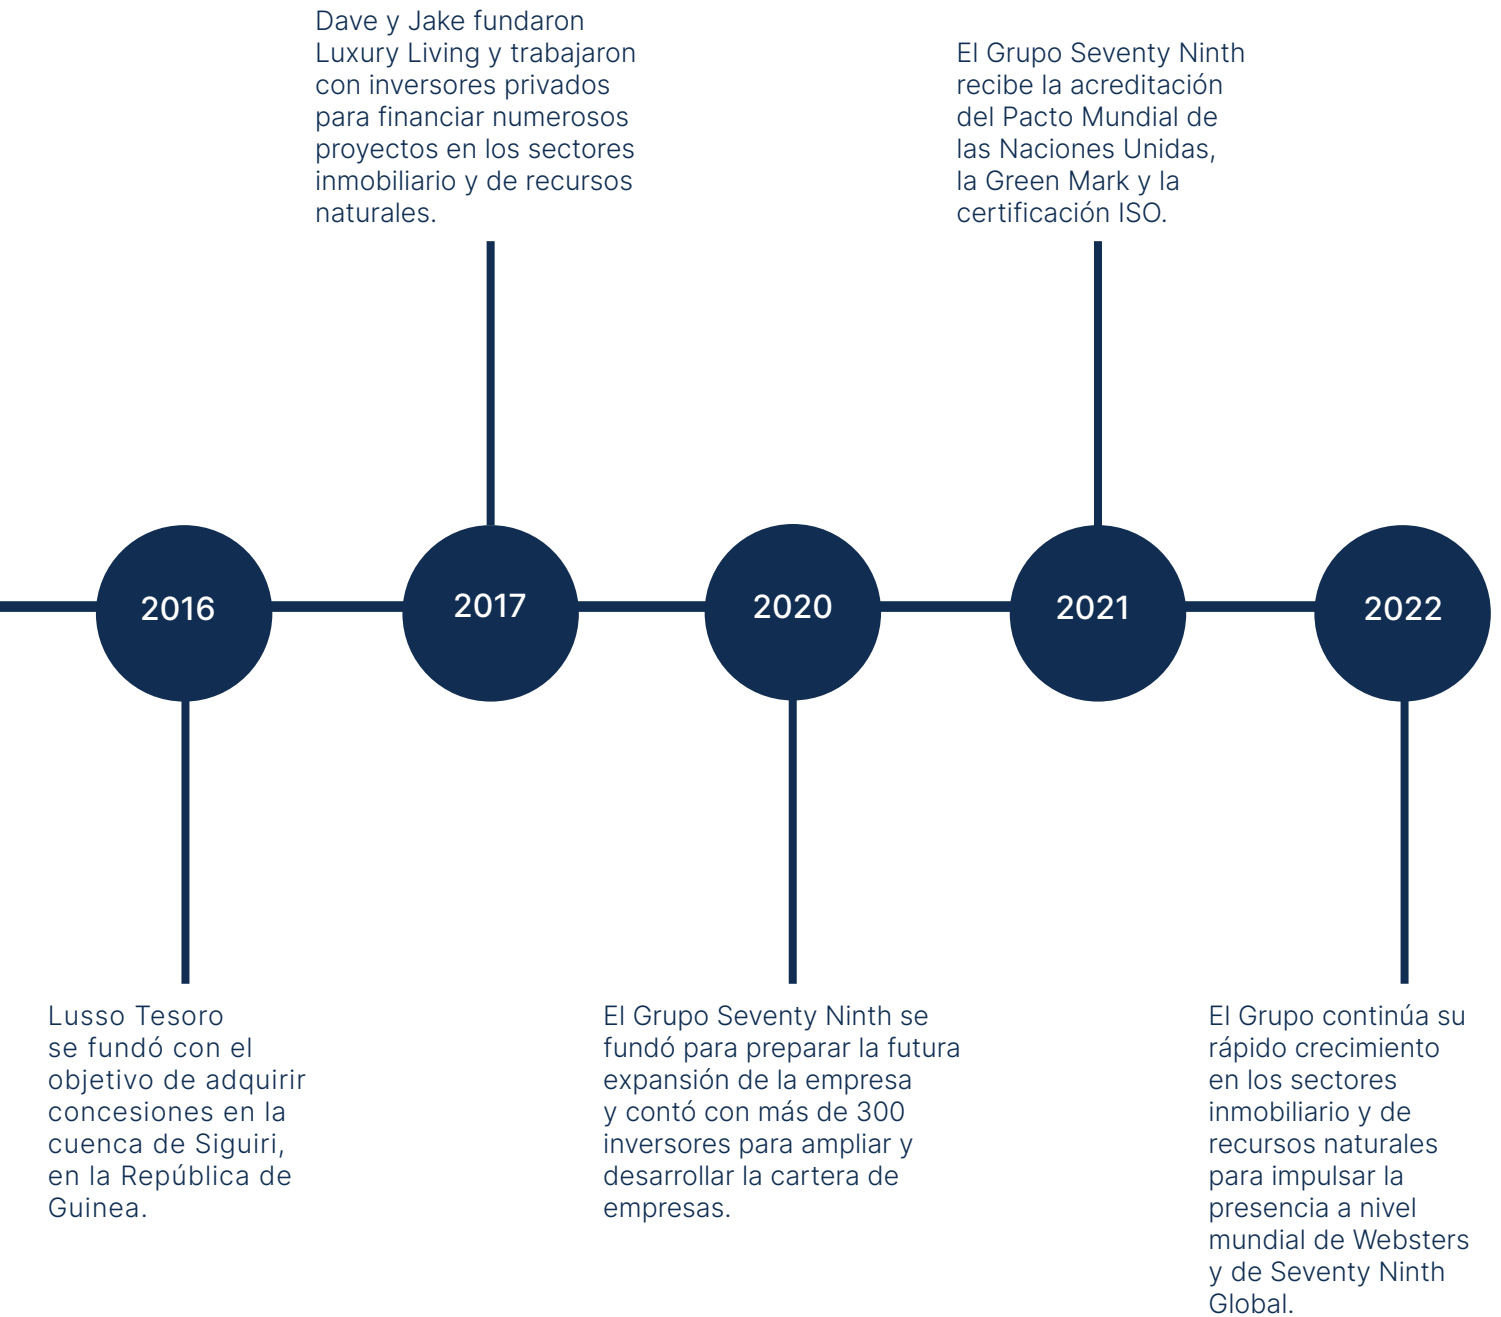 Dave y Jake fundaron
Luxury Living y trabajaron
con inversores privados
para financiar numerosos
proyectos en los sectores
inmobiliario y de recursos
naturales.
El Grupo Seventy Ninth
recibe la acreditación
del Pacto Mundial de
las Naciones Unidas,
la Green Mark y la
certificación ISO.
2016
2017
2020
2021
2022
Lusso Tesoro
se fundó con el
objetivo de adquirir
concesiones en la
cuenca de Siguiri,
en la República de
Guinea.
El Grupo Seventy Ninth se
fundó para preparar la futura
expansión de la empresa
y contó con más de 300
inversores para ampliar y
desarrollar la cartera de
empresas.
El Grupo continúa su
rápido crecimiento
en los sectores
inmobiliario y de
recursos naturales
para impulsar la
presencia a nivel
mundial de Websters
y de Seventy Ninth
Global.